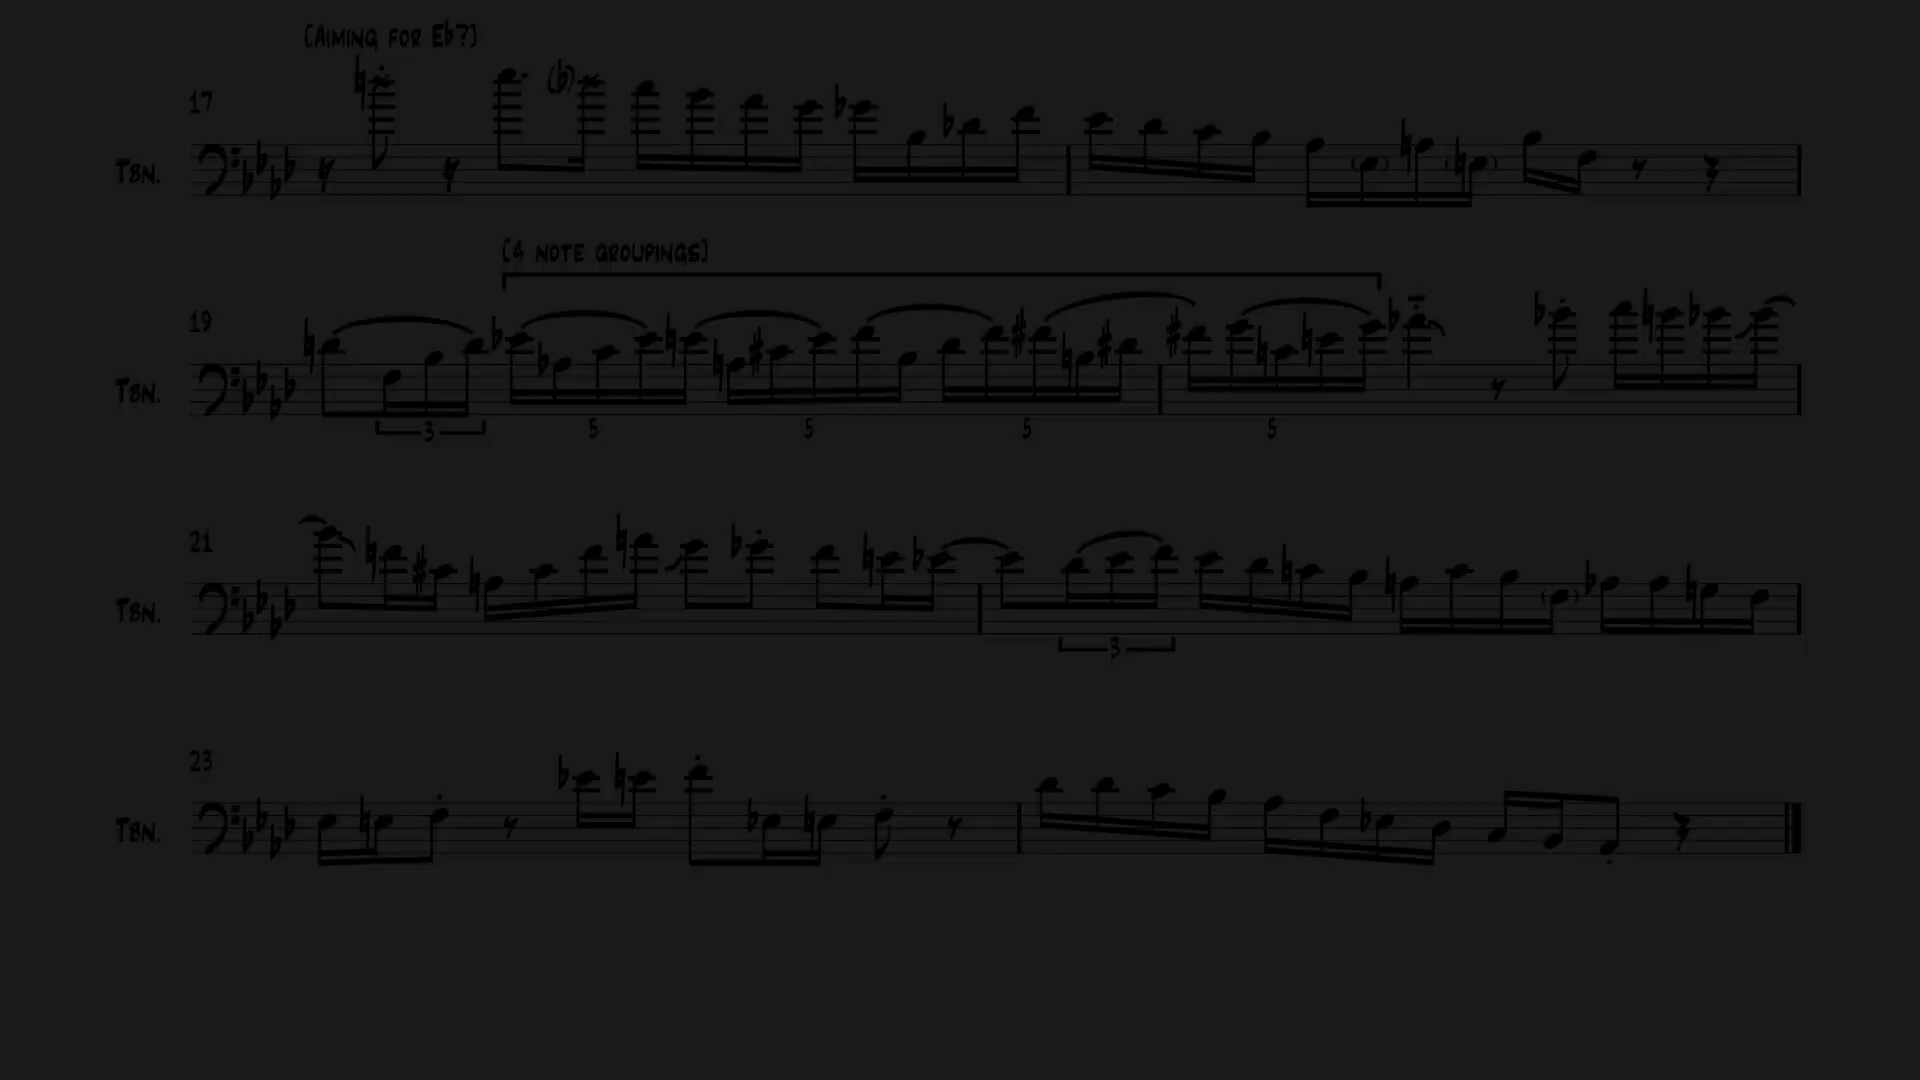 (Aiming for Eb?)
17
(b)
TBN.
(4 note groupings)
19
TBN.
3 5 5 5 5
21
TBN.
3
23
TBN.